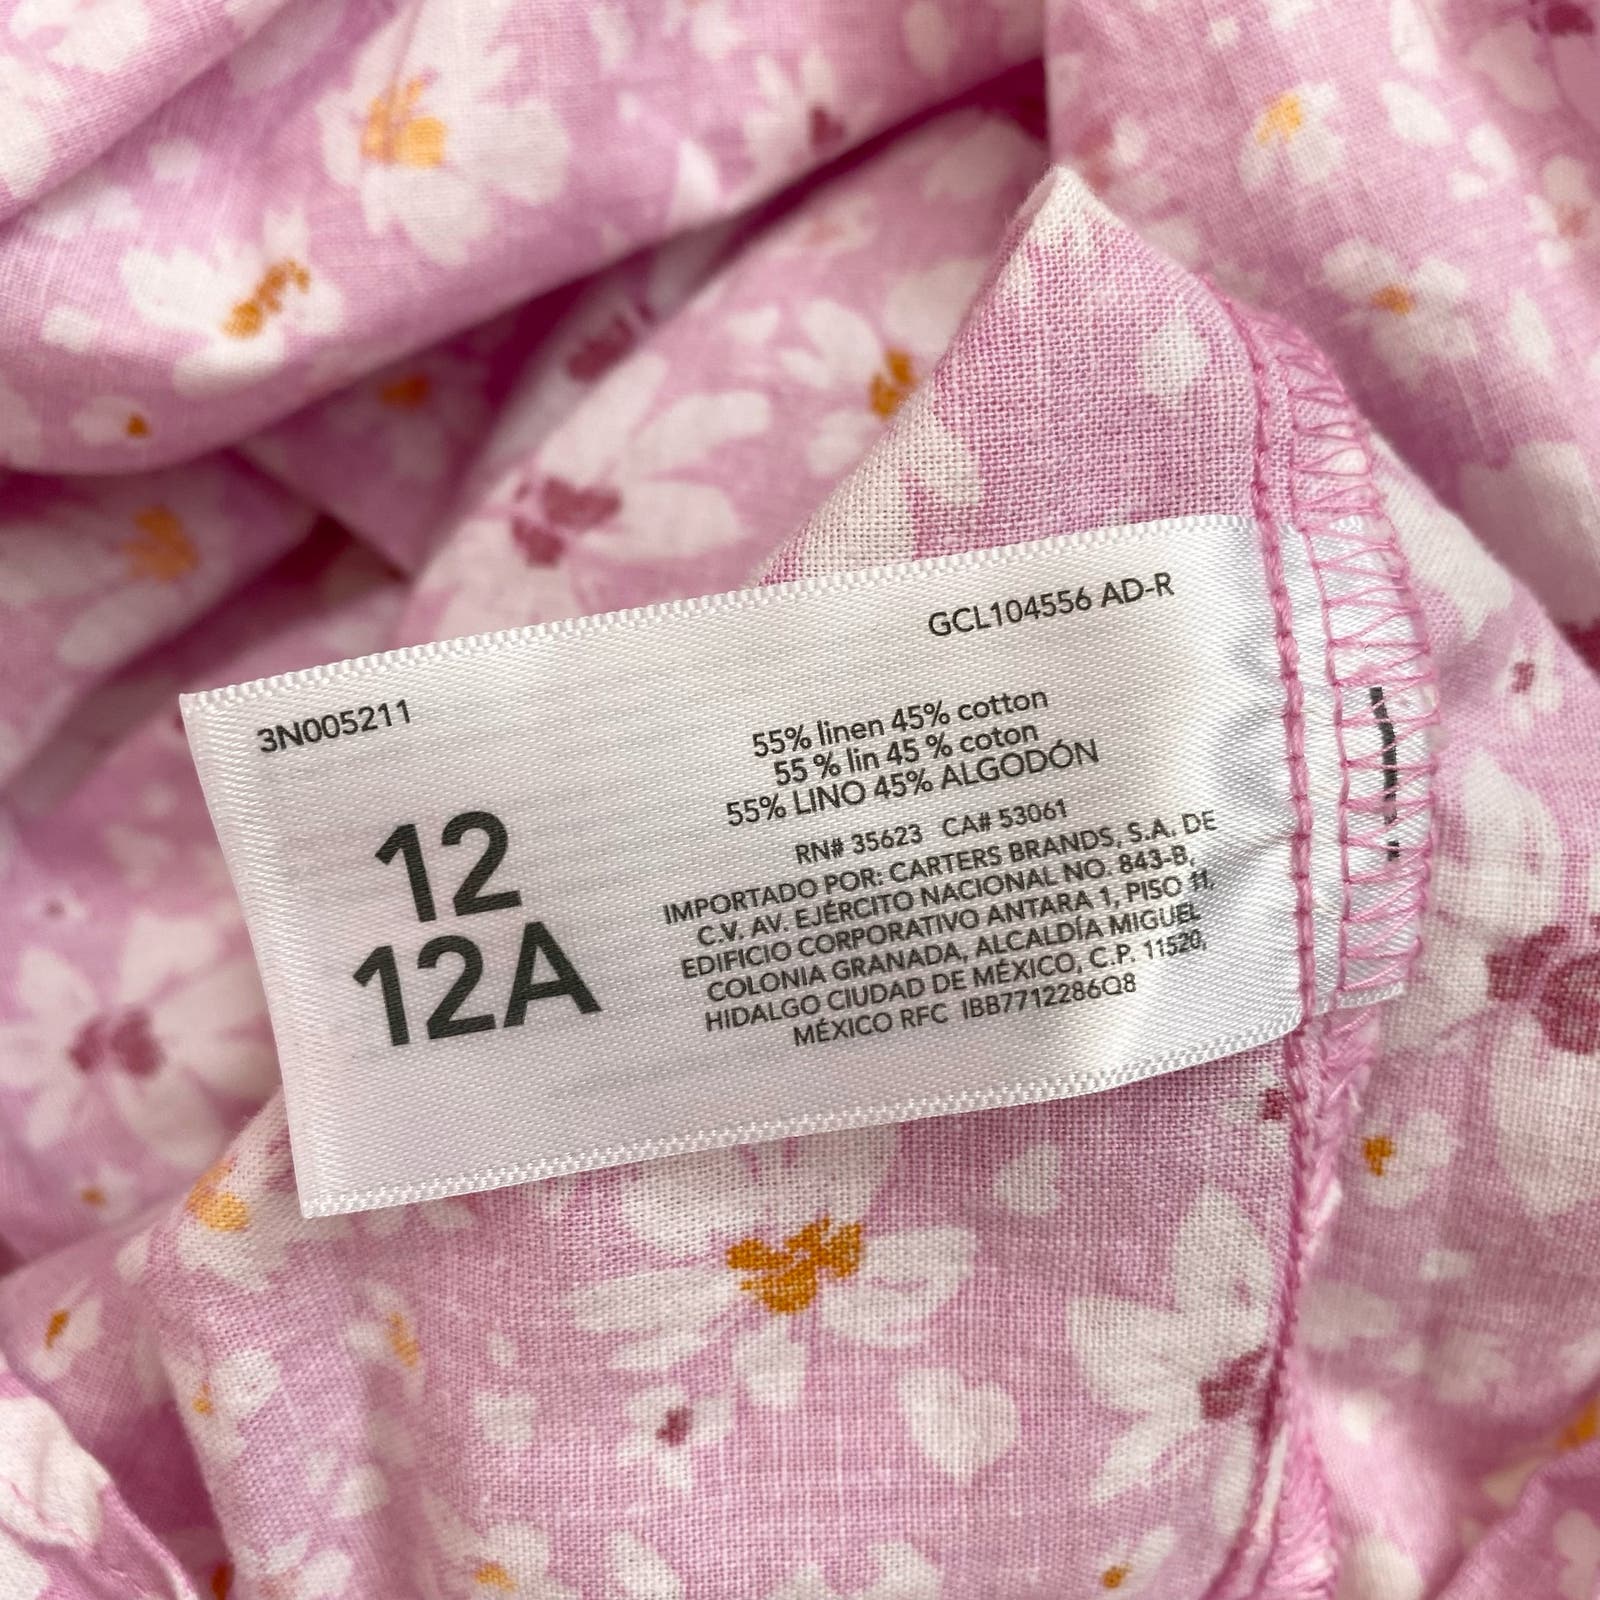 GCL104556 AD-R
3N005211
12
12A
55% linen 45% cotton
55 % lin 45 % coton
55% LINO 45% ALGODÓN
RN# 35623 CA# 53061
IMPORTADO POR: CARTERS BRANDS, S.A. DE
C.V. AV. EJÉRCITO NACIONAL NO. 843-B,
EDIFICIO CORPORATIVO ANTARA 1, PISO 11,
COLONIA GRANADA, ALCALDÍA MIGUEL
HIDALGO CIUDAD DE MÉXICO, C.P. 11520,
MÉXICO RFC IBB7712286Q8